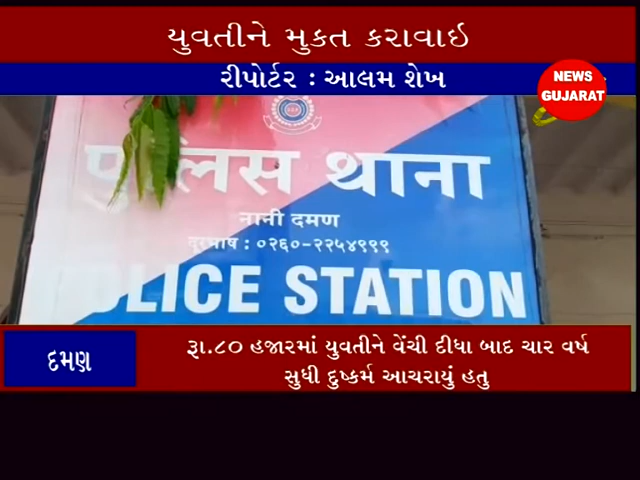 યુવતીને મુકત કરાવાઇ
રીપોર્ટર : આલમ શેખ
NEWS
GUJARAT
पुलिस थाना
નાની દમણ
દુરભાષ : ૦૨૬૦-૨૨૫૪૯૯૯
POLICE STATION
દમણ
રૂા.૮૦ હજારમાં યુવતીને વેંચી દીધા બાદ ચાર વર્ષ
સુધી દુષ્કર્મ આચરાયું હતુ